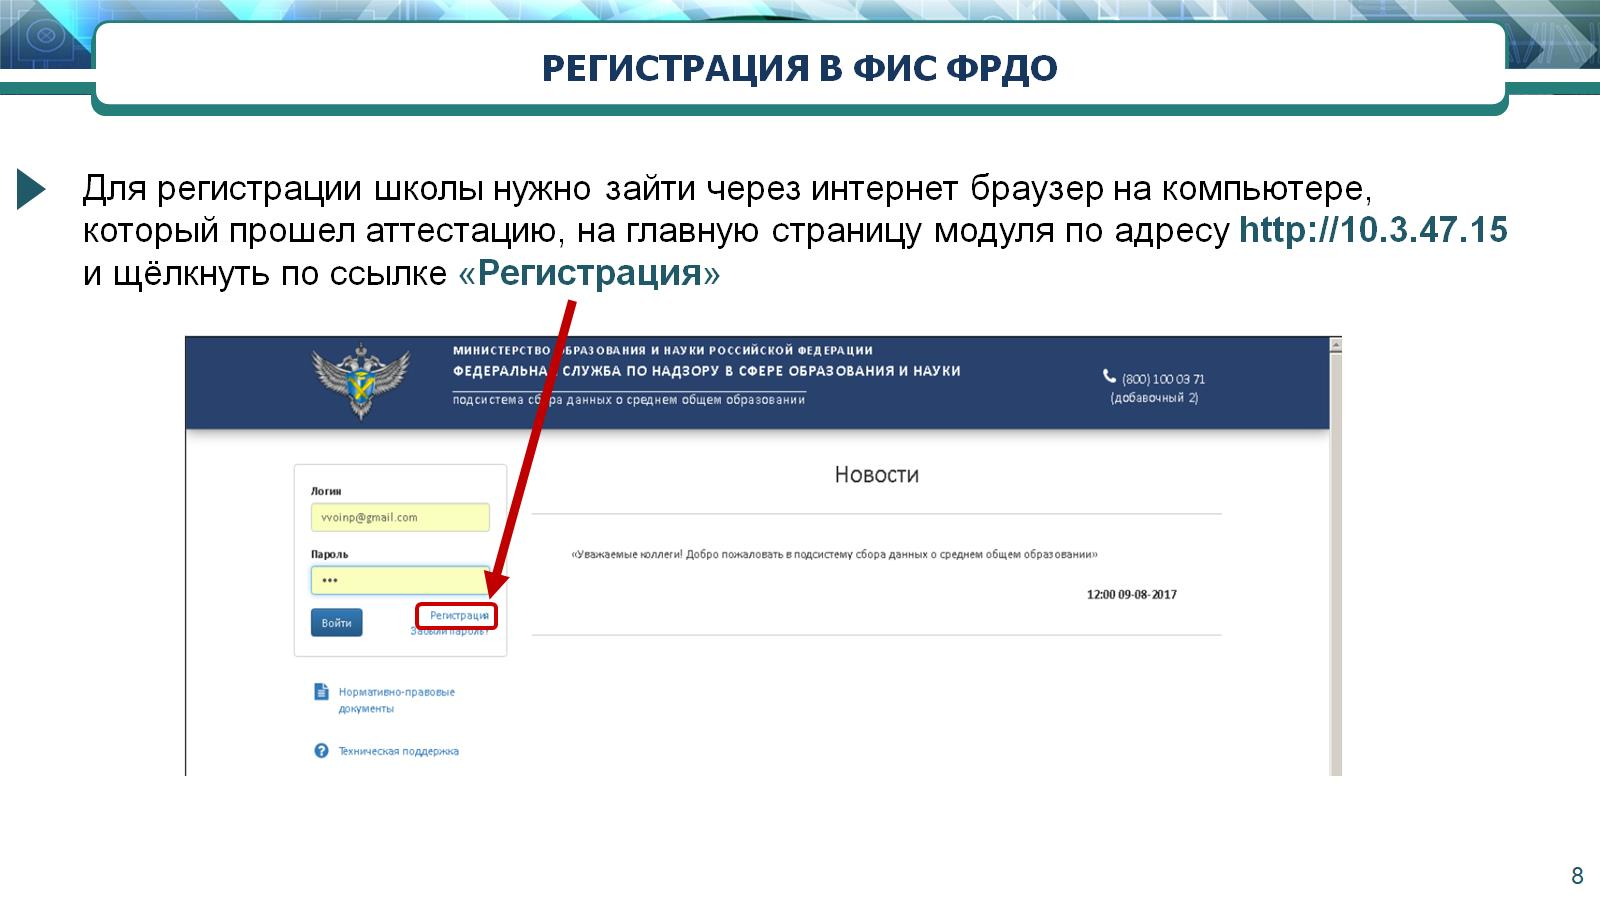 РЕГИСТРАЦИЯ В ФИС ФРДО
Для регистрации школы нужно зайти через интернет браузер на компьютере,
который прошел аттестацию, на главную страницу модуля по адресу http://10.3.47.15
и щёлкнуть по ссылке «Регистрация»
МИНИСТЕРСТВО ОБРАЗОВАНИЯ И НАУКИ РОССИЙСКОЙ ФЕДЕРАЦИИ
ФЕДЕРАЛЬНАЯ СЛУЖБА ПО НАДЗОРУ В СФЕРЕ ОБРАЗОВАНИЯ И НАУКИ
подсистема сбора данных о среднем общем образовании
(800) 100 03 71
(добавочный 2)
Логин
vvoinp@gmail.com
Пароль
•••
Войти
Регистрация
Забыли пароль?
Нормативно-правовые
документы
Техническая поддержка
Новости
«Уважаемые коллеги! Добро пожаловать в подсистему сбора данных о среднем общем образовании»
12:00 09-08-2017
8